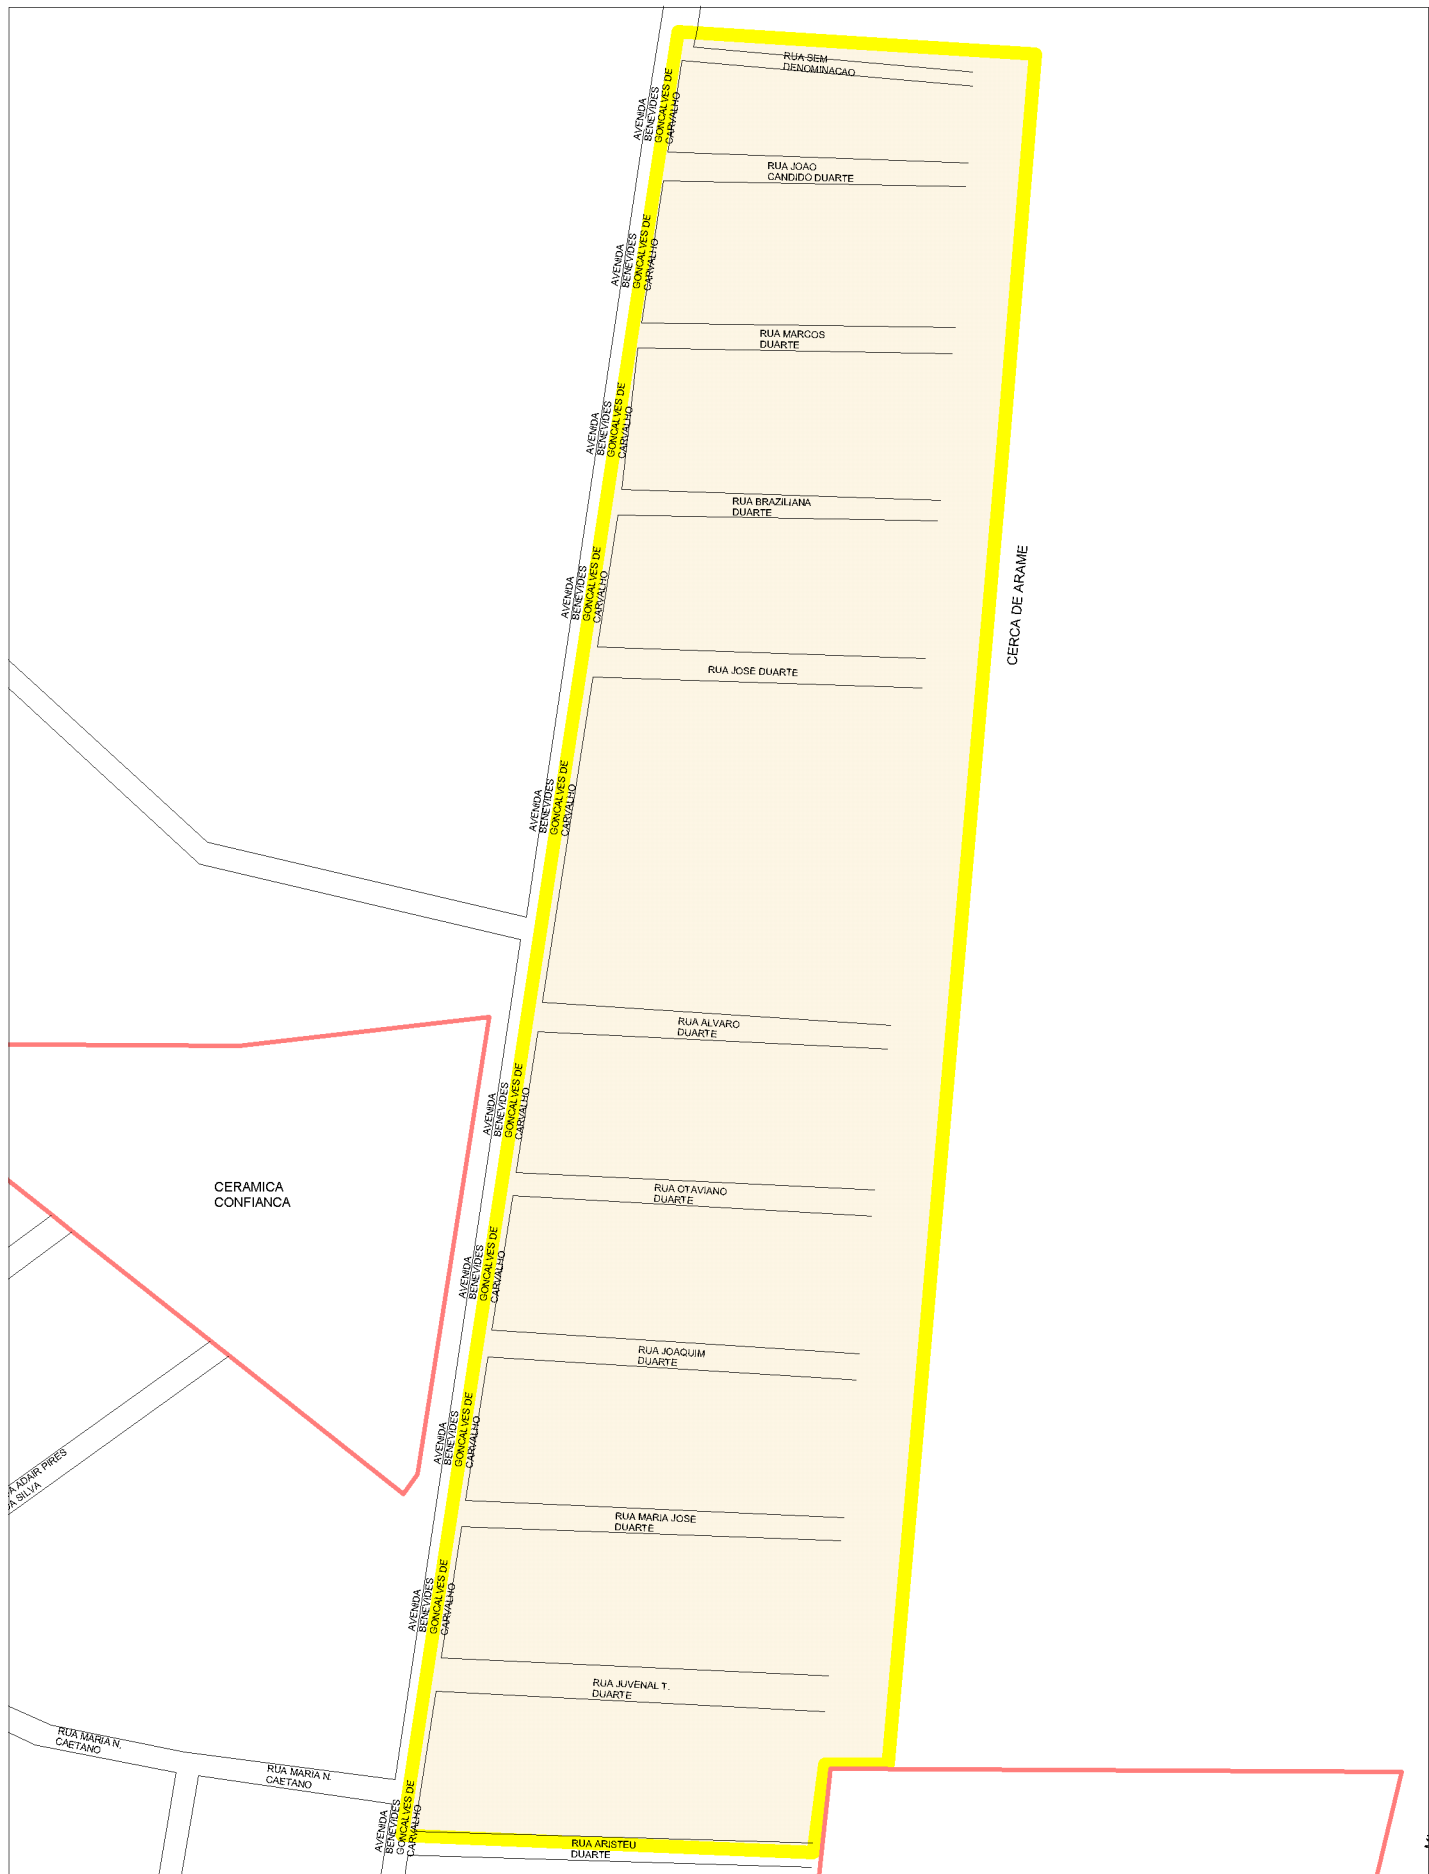 RUA SEM
DENOMINACAO
AVENIDA
BENEVIDES
GONCALVES DE
CARVALHO
RUA JOAO
CANDIDO DUARTE
AVENIDA
BENEVIDES
GONCALVES DE
CARVALHO
RUA MARCOS
DUARTE
AVENIDA
BENEVIDES
GONCALVES DE
CARVALHO
RUA BRAZILIANA
DUARTE
AVENIDA
BENEVIDES
GONCALVES DE
CARVALHO
CERCA DE ARAME
RUA JOSE DUARTE
AVENIDA
BENEVIDES
GONCALVES DE
CARVALHO
RUA ALVARO
DUARTE
AVENIDA
BENEVIDES
GONCALVES DE
CARVALHO
CERAMICA
CONFIANCA
RUA OTAVIANO
DUARTE
AVENIDA
BENEVIDES
GONCALVES DE
CARVALHO
RUA JOAQUIM
DUARTE
AVENIDA
BENEVIDES
GONCALVES DE
CARVALHO
A ADAIR PIRES
DA SILVA
RUA MARIA JOSE
DUARTE
AVENIDA
BENEVIDES
GONCALVES DE
CARVALHO
RUA JUVENAL T.
DUARTE
RUA MARIA N.
CAETANO
RUA MARIA N.
CAETANO
AVENIDA
BENEVIDES
GONCALVES DE
CARVALHO
RUA ARISTEU
DUARTE